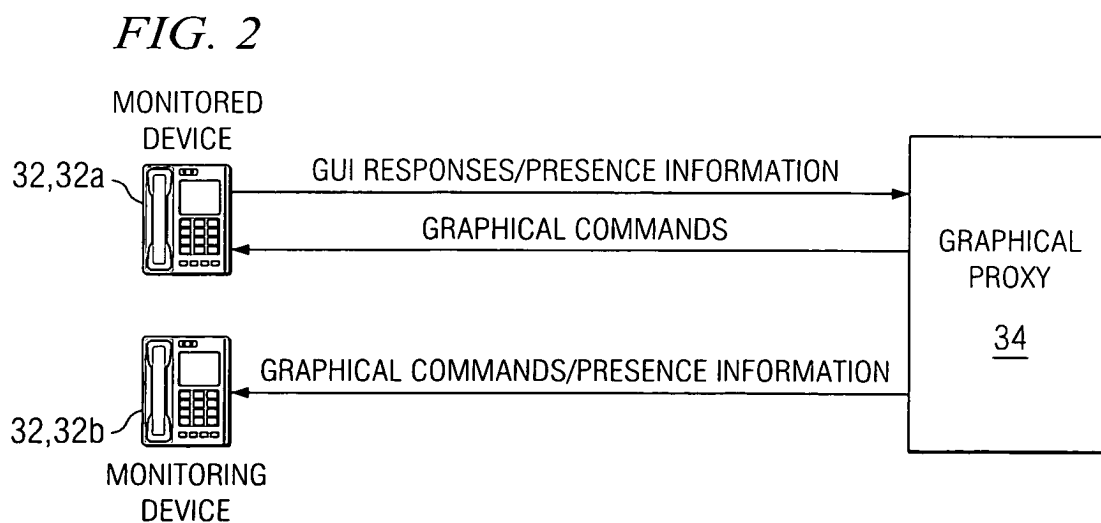 FIG. 2
MONITORED
DEVICE
32,32a
GUI RESPONSES/PRESENCE INFORMATION
GRAPHICAL COMMANDS
GRAPHICAL
PROXY
34
GRAPHICAL COMMANDS/PRESENCE INFORMATION
32,32b
MONITORING
DEVICE